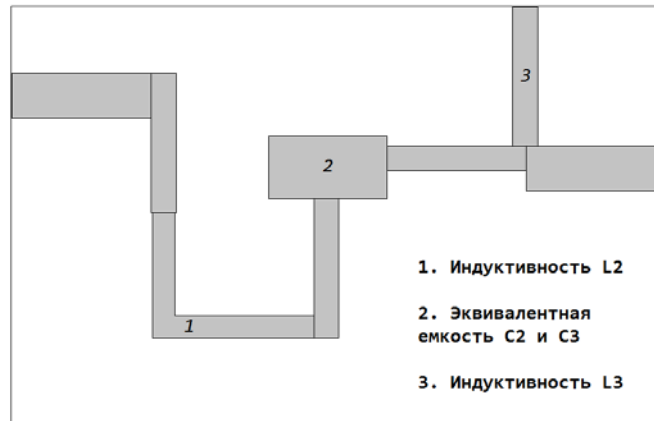 3
2
1
1. Индуктивность L2
2. Эквивалентная
емкость C2 и C3
3. Индуктивность L3